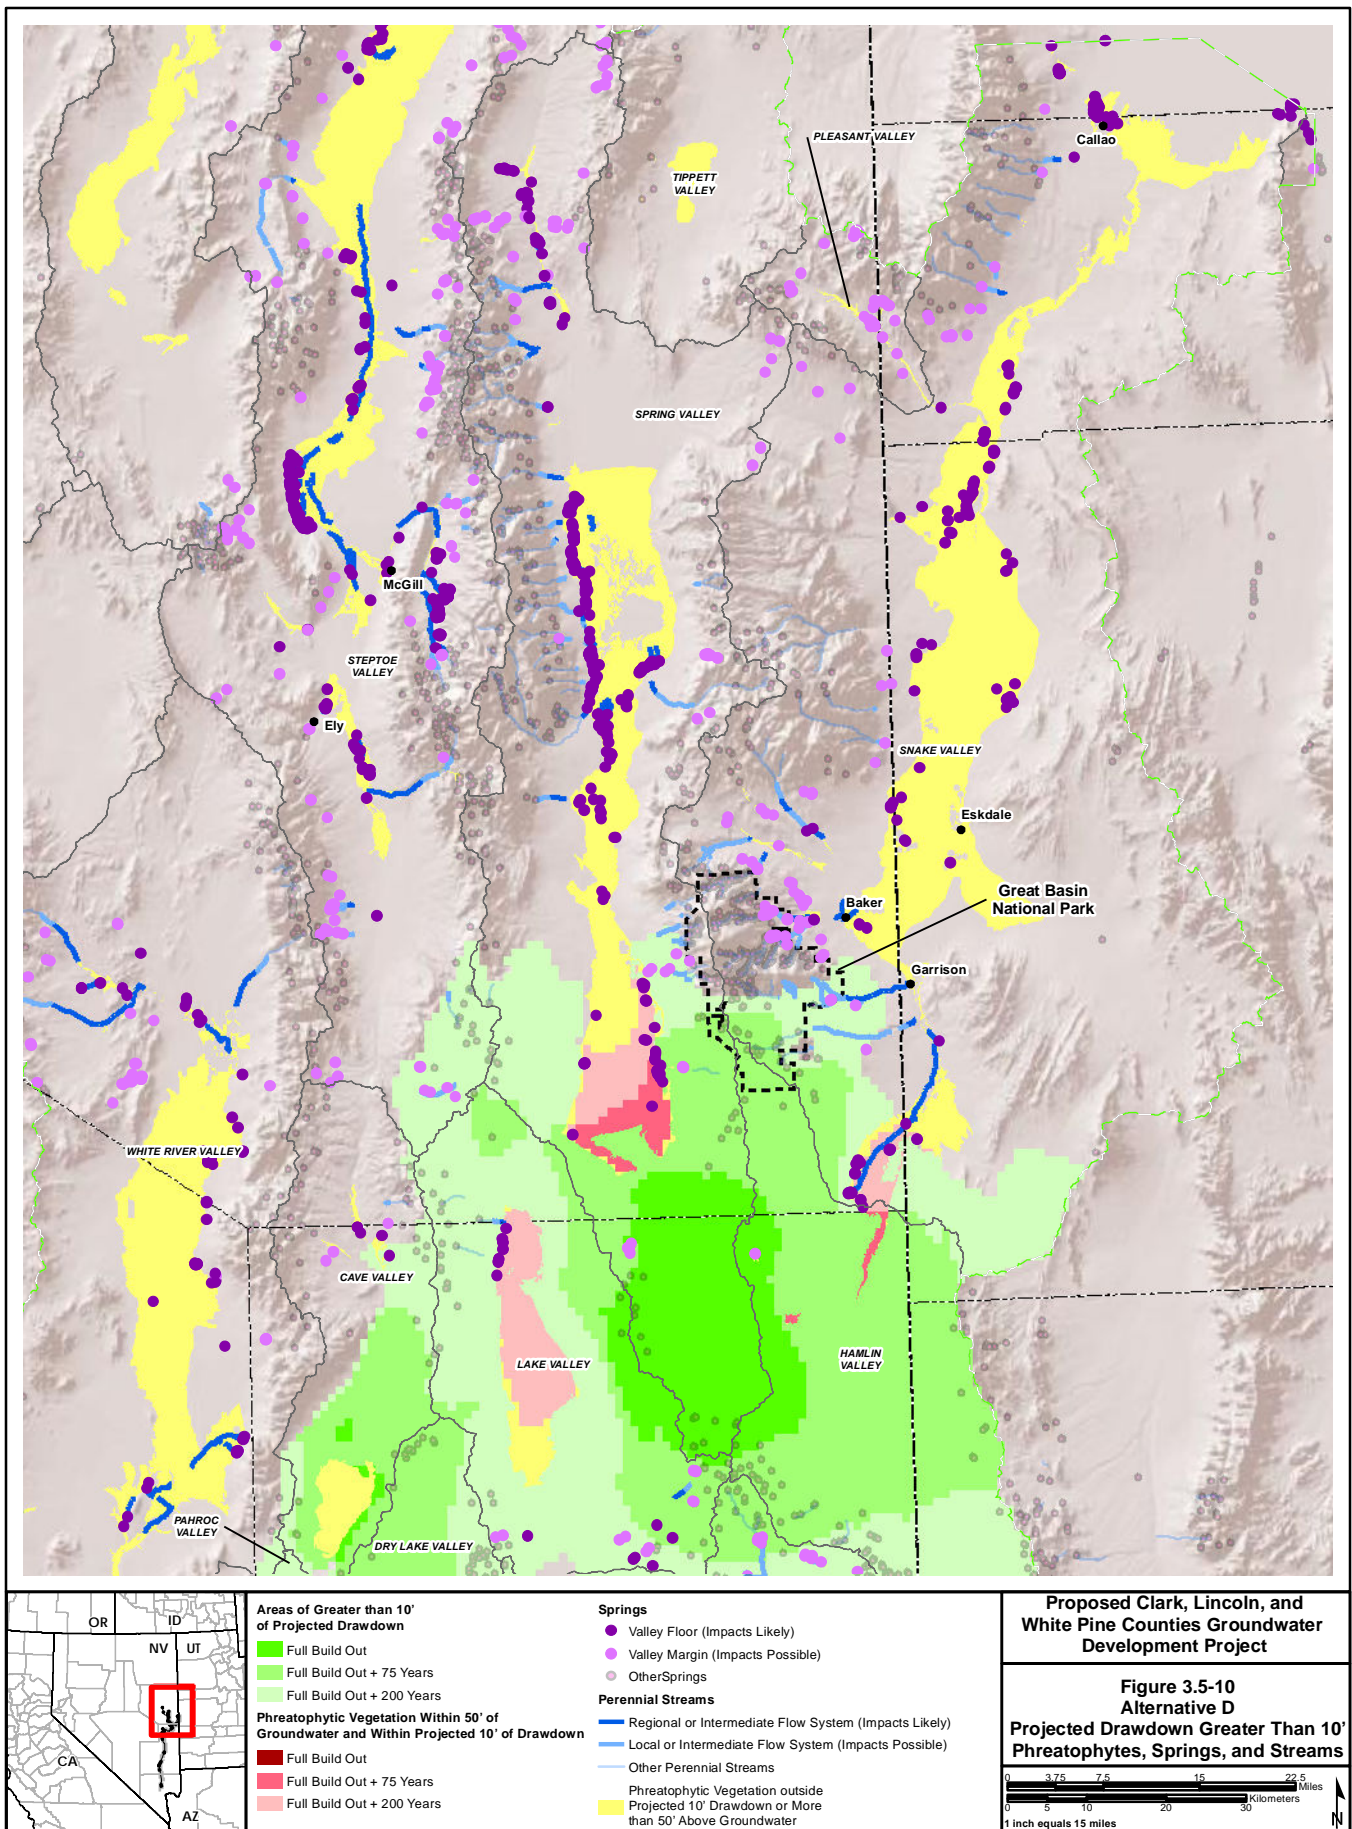 PLEASANT VALLEY
Callao
TIPPETT
VALLEY
SPRING VALLEY
McGill
STEPTOE
VALLEY
Ely
SNAKE VALLEY
Eskdale
Great Basin
National Park
Baker
Garrison
WHITE RIVER VALLEY
CAVE VALLEY
LAKE VALLEY
HAMLIN
VALLEY
PAHROC
VALLEY
DRY LAKE VALLEY
OR
ID
NV
UT
CA
AZ
Areas of Greater than 10'
of Projected Drawdown
Full Build Out
Full Build Out + 75 Years
Full Build Out + 200 Years
Phreatophytic Vegetation Within 50' of
Groundwater and Within Projected 10' of Drawdown
Full Build Out
Full Build Out + 75 Years
Full Build Out + 200 Years
Springs
Valley Floor (Impacts Likely)
Valley Margin (Impacts Possible)
OtherSprings
Perennial Streams
Regional or Intermediate Flow System (Impacts Likely)
Local or Intermediate Flow System (Impacts Possible)
Other Perennial Streams
Phreatophytic Vegetation outside
Projected 10' Drawdown or More
than 50' Above Groundwater
Proposed Clark, Lincoln, and
White Pine Counties Groundwater
Development Project
Figure 3.5-10
Alternative D
Projected Drawdown Greater Than 10'
Phreatophytes, Springs, and Streams
0 3.75 7.5 15 22.5
Miles
Kilometers
0 5 10 20 30
1 inch equals 15 miles
N